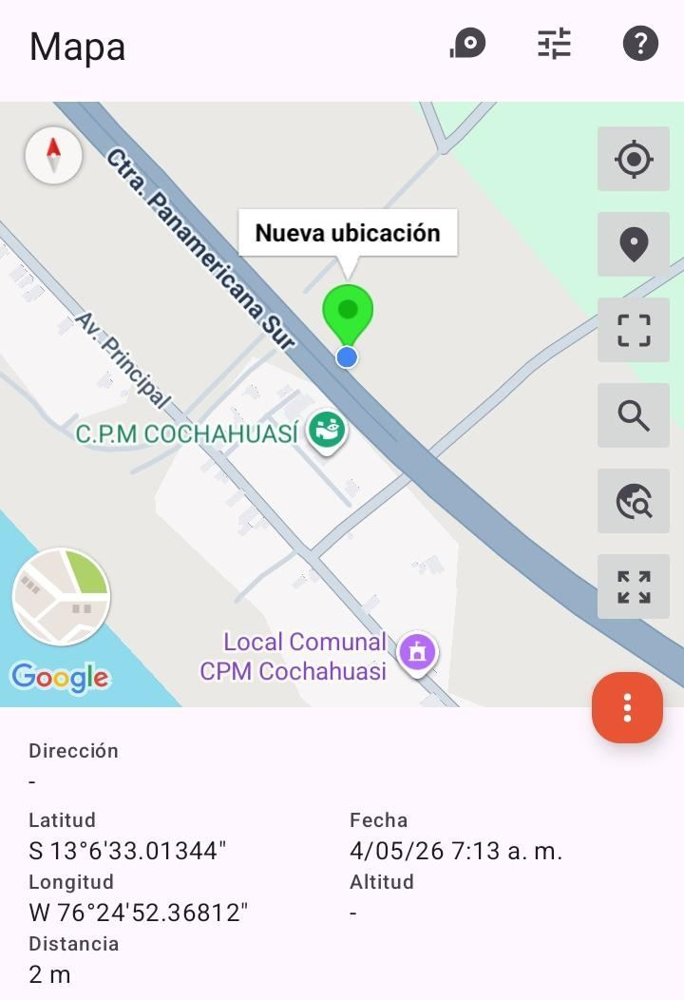 Mapa
Ctra. Panamericana Sur
Nueva ubicación
Av. Principal
C.P.M COCHAHUASÍ
Local Comunal
CPM Cochahuasi
Google
Dirección
-
Latitud
S 13°6'33.01344"
Fecha
4/05/26 7:13 a. m.
Longitud
W 76°24'52.36812"
Altitud
-
Distancia
2 m